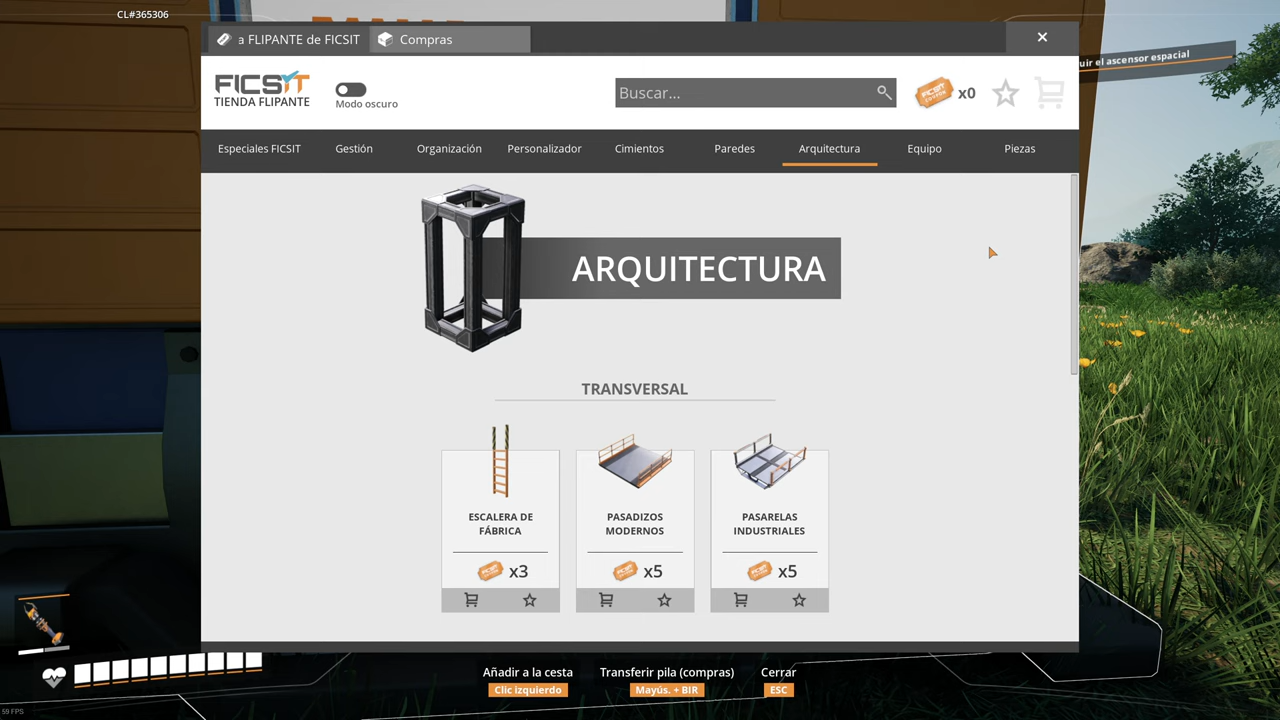 CL#365306
a FLIPANTE de FICSIT
Compras
FICSIT
TIENDA FLIPANTE
Modo oscuro
Buscar...
x0
Especiales FICSIT
Gestión
Organización
Personalizador
Cimientos
Paredes
Arquitectura
Equipo
Piezas
uir el ascensor espacial
ARQUITECTURA
TRANSVERSAL
ESCALERA DE
FÁBRICA
x3
PASADIZOS
MODERNOS
x5
PASARELAS
INDUSTRIALES
x5
Añadir a la cesta
Clic izquierdo
Transferir pila (compras)
Mayús. + BIR
Cerrar
ESC
59 FPS